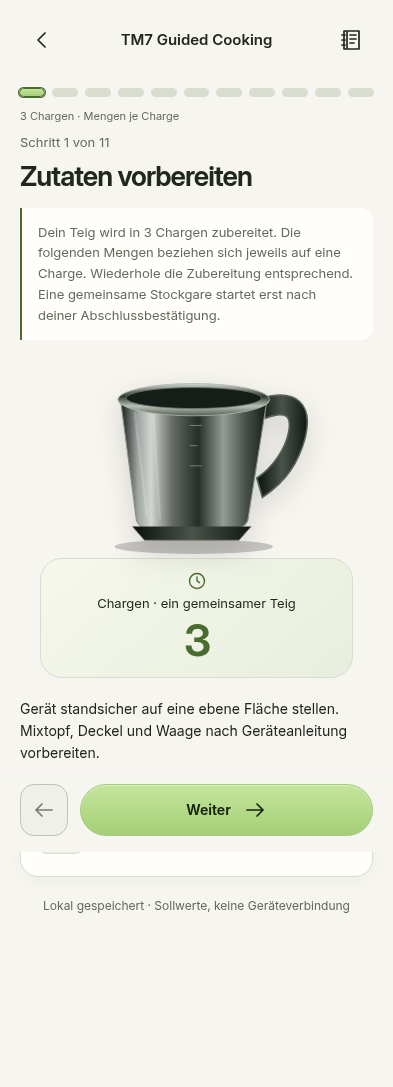 TM7 Guided Cooking
3 Chargen · Mengen je Charge
Schritt 1 von 11
Zutaten vorbereiten
Dein Teig wird in 3 Chargen zubereitet. Die
folgenden Mengen beziehen sich jeweils auf eine
Charge. Wiederhole die Zubereitung entsprechend.
Eine gemeinsame Stockgare startet erst nach
deiner Abschlussbestätigung.
Chargen · ein gemeinsamer Teig
3
Gerät standsicher auf eine ebene Fläche stellen.
Mixtopf, Deckel und Waage nach Geräteanleitung
vorbereiten.
Weiter
Lokal gespeichert · Sollwerte, keine Geräteverbindung